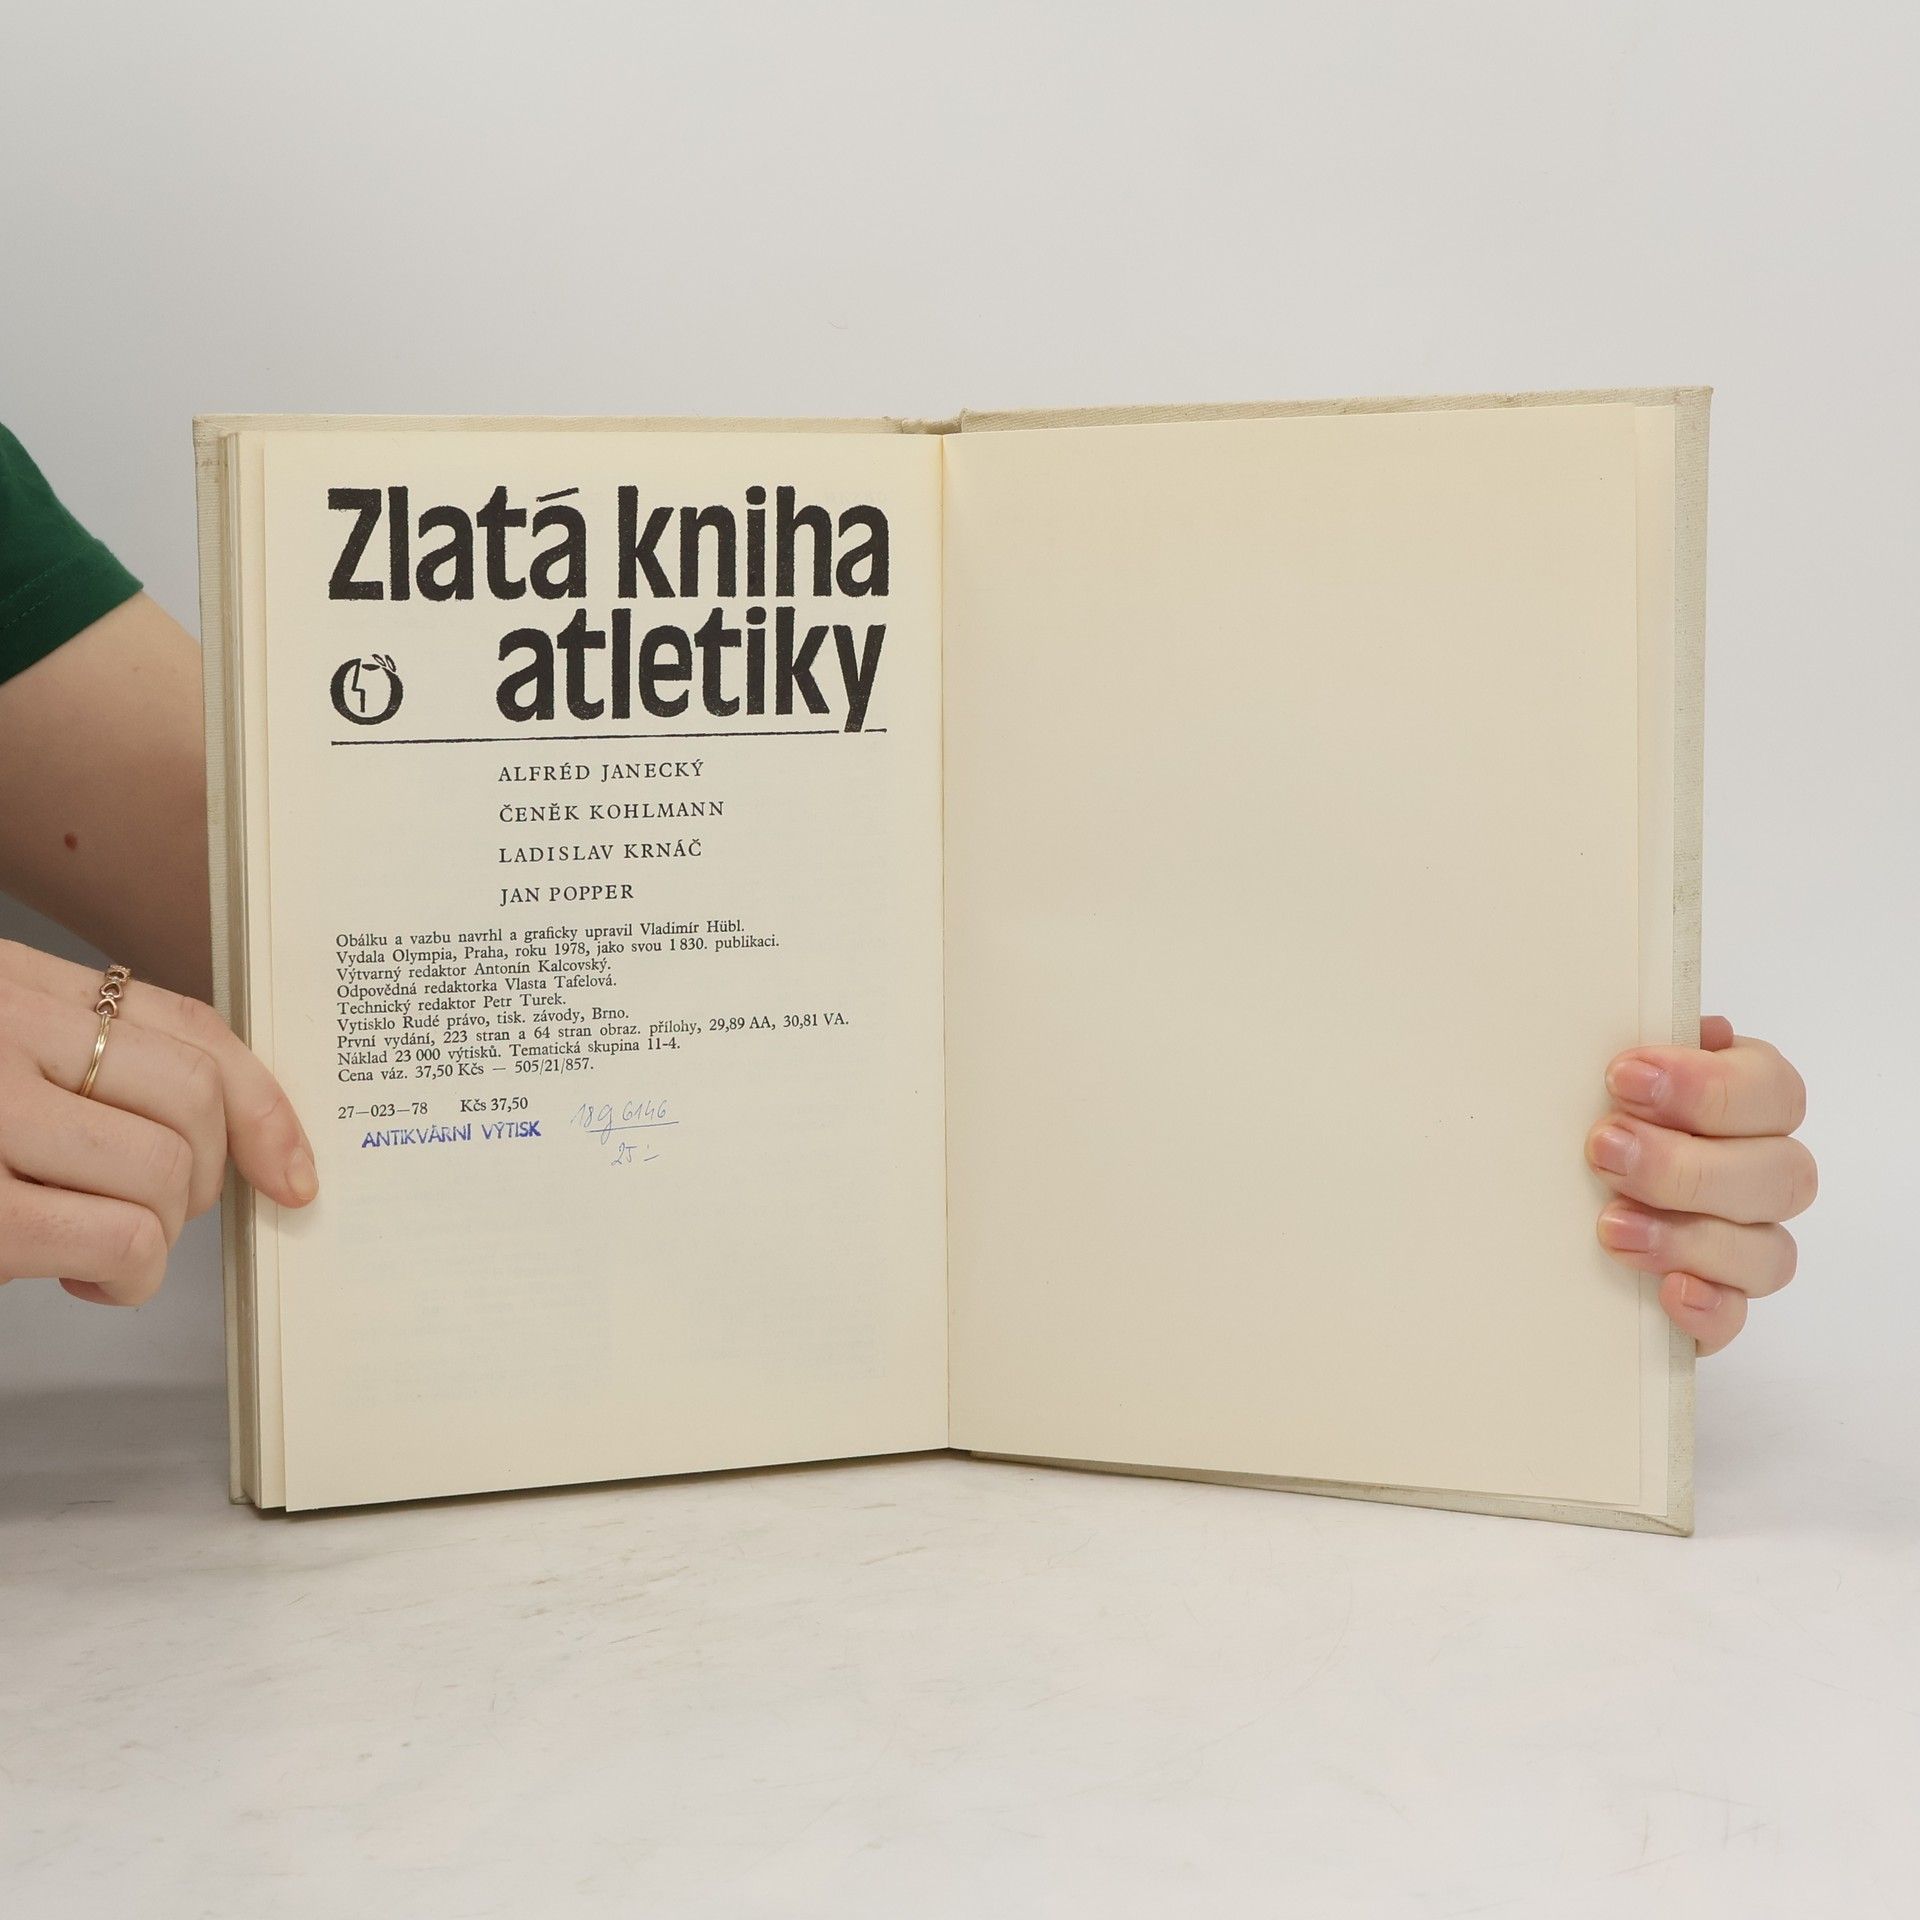 Zlatá kniha
atletiky
ALFRÉD JANECKÝ
ČENĚK KOHLMANN
LADISLAV KRNÁČ
JAN POPPER
Obálku a vazbu navrhl a graficky upravil Vladimír Hübl.
Vydala Olympia, Praha, roku 1978, jako svou 1 830. publikaci.
Výtvarný redaktor Antonín Kalcovský.
Odpovědná redaktorka Vlasta Tafelová.
Technický redaktor Petr Turek.
Vytisklo Rudé právo, tisk. závody, Brno.
První vydání, 223 stran a 64 stran obraz. přílohy, 29,89 AA, 30,81 VA.
Náklad 23 000 výtisků. Tematická skupina 11-4.
Cena váz. 37,50 Kčs — 505/21/857.
27—023—78 Kčs 37,50
ANTIKVÁRNÍ VÝTISK 18g 6146
25.–